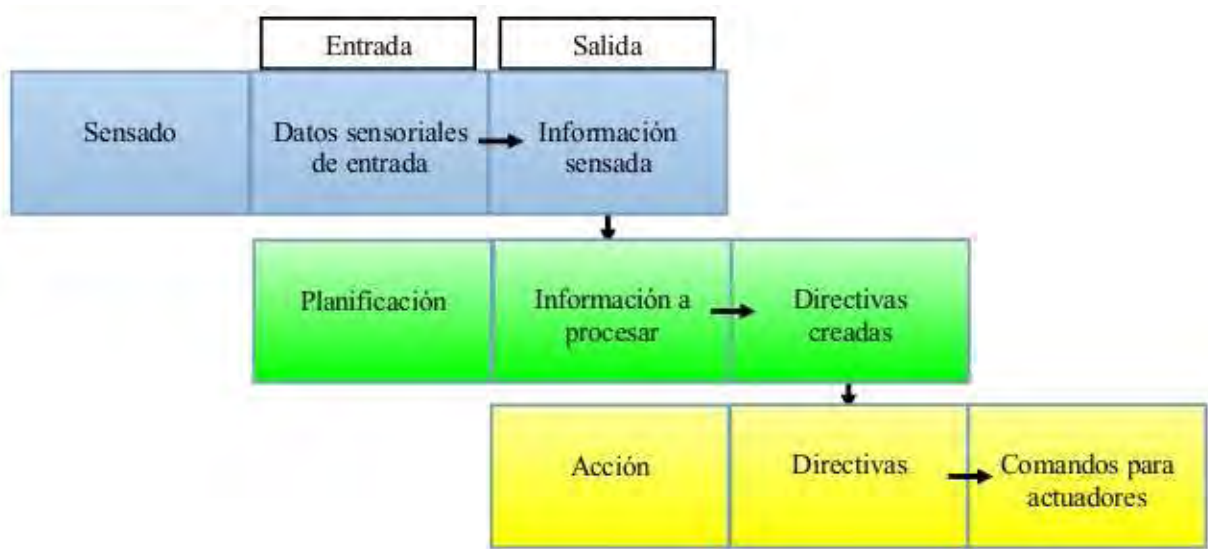 Entrada
Salida
Sensado
Datos sensoriales
de entrada
Información
sensada
Planificación
Información a
procesar
Directivas
creadas
Acción
Directivas
Comandos para
actuadores